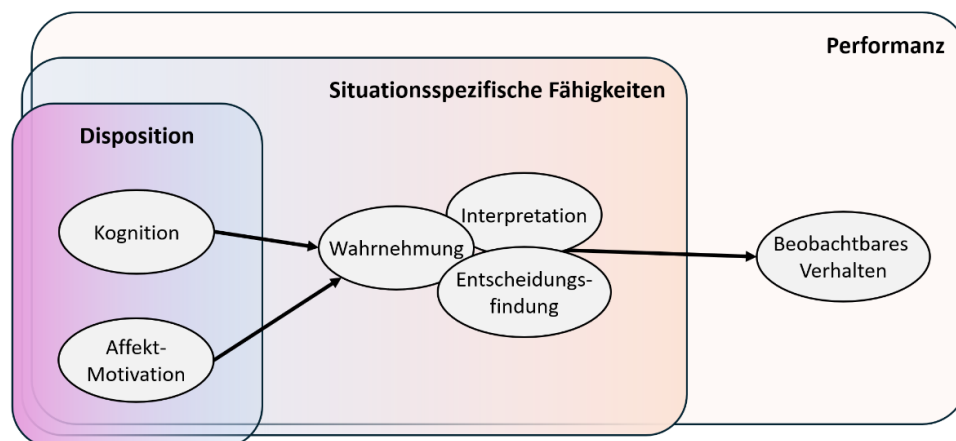 Performanz
Situationsspezifische Fähigkeiten
Disposition
Kognition
Affekt-
Motivation
Wahrnehmung
Interpretation
Entscheidungs-
findung
Beobachtbares
Verhalten